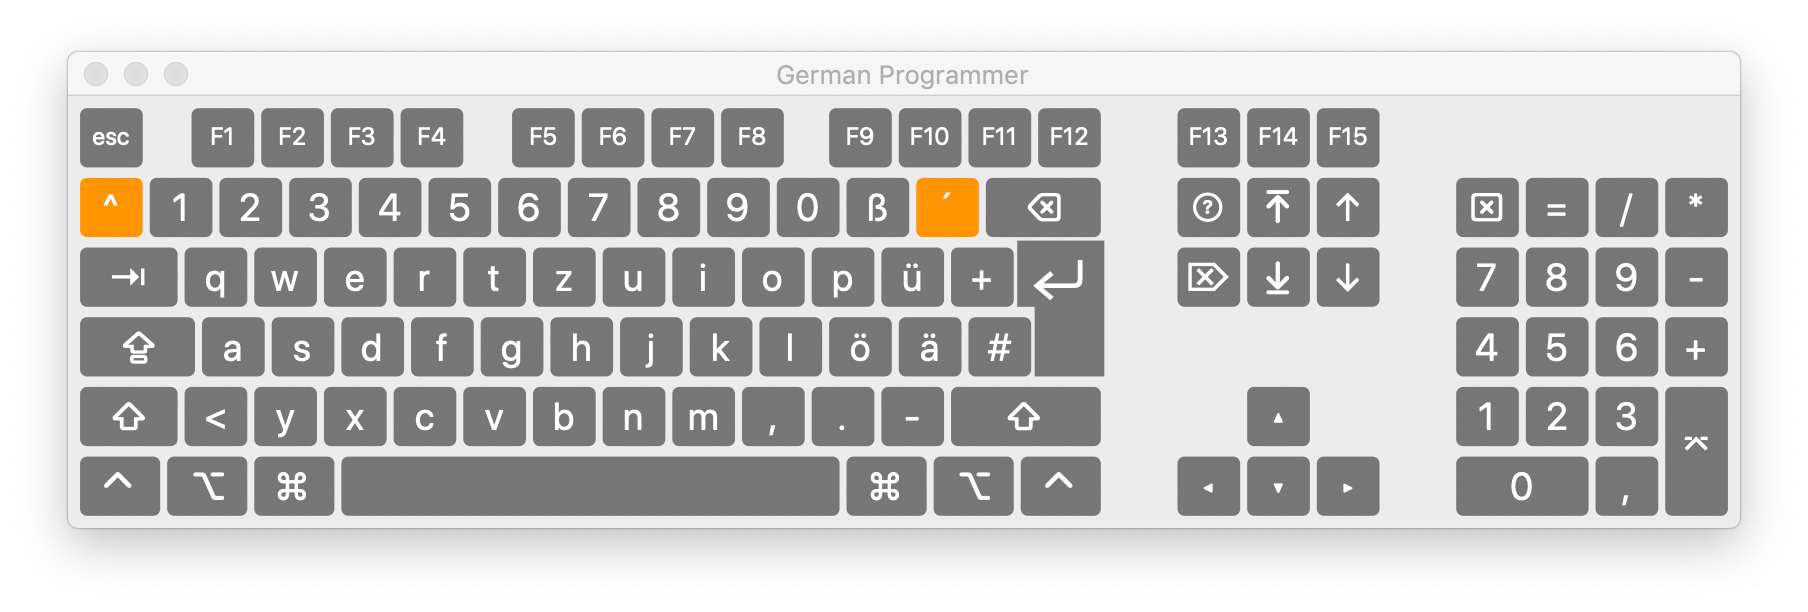 German Programmer
esc F1 F2 F3 F4 F5 F6 F7 F8 F9 F10 F11 F12 F13 F14 F15
^ 1 2 3 4 5 6 7 8 9 0 ß ´ ⌫ ? ⤒ ↑ ⌧ = / *
⇥ q w e r t z u i o p ü + ↩ ⌦ ⤓ ↓ 7 8 9 -
⇪ a s d f g h j k l ö ä # 4 5 6 +
⇧ < y x c v b n m , . - ⇧ ▴ 1 2 3 ⌤
⌃ ⌥ ⌘ ⌘ ⌥ ⌃ ◂ ▾ ▸ 0 ,